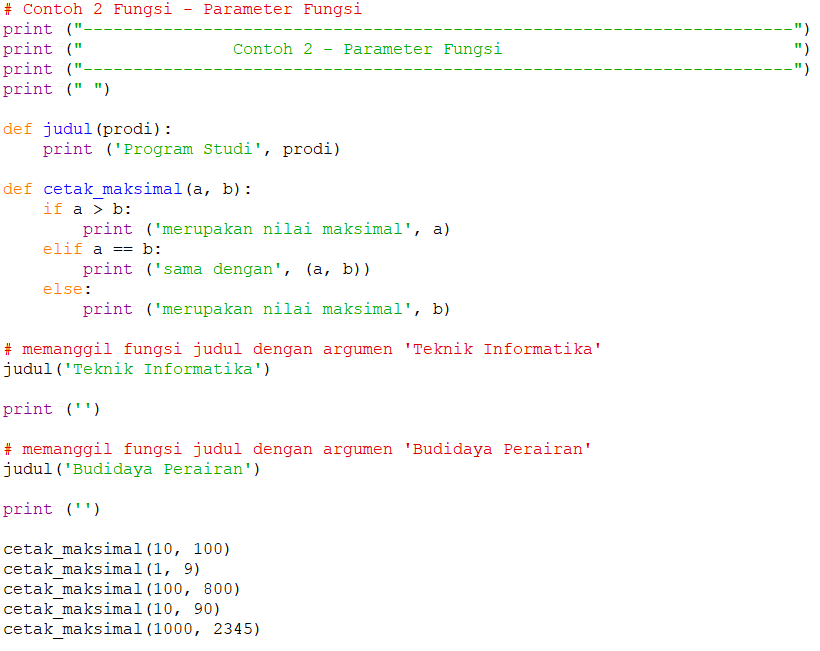 # Contoh 2 Fungsi - Parameter Fungsi
print ("-----------------------------------------------------------------------")
print ("               Contoh 2 - Parameter Fungsi                             ")
print ("-----------------------------------------------------------------------")
print (" ")
def judul(prodi):
    print ('Program Studi', prodi)
def cetak_maksimal(a, b):
    if a > b:
        print ('merupakan nilai maksimal', a)
    elif a == b:
        print ('sama dengan', (a, b))
    else:
        print ('merupakan nilai maksimal', b)
# memanggil fungsi judul dengan argumen 'Teknik Informatika'
judul('Teknik Informatika')
print ('')
# memanggil fungsi judul dengan argumen 'Budidaya Perairan'
judul('Budidaya Perairan')
print ('')
cetak_maksimal(10, 100)
cetak_maksimal(1, 9)
cetak_maksimal(100, 800)
cetak_maksimal(10, 90)
cetak_maksimal(1000, 2345)